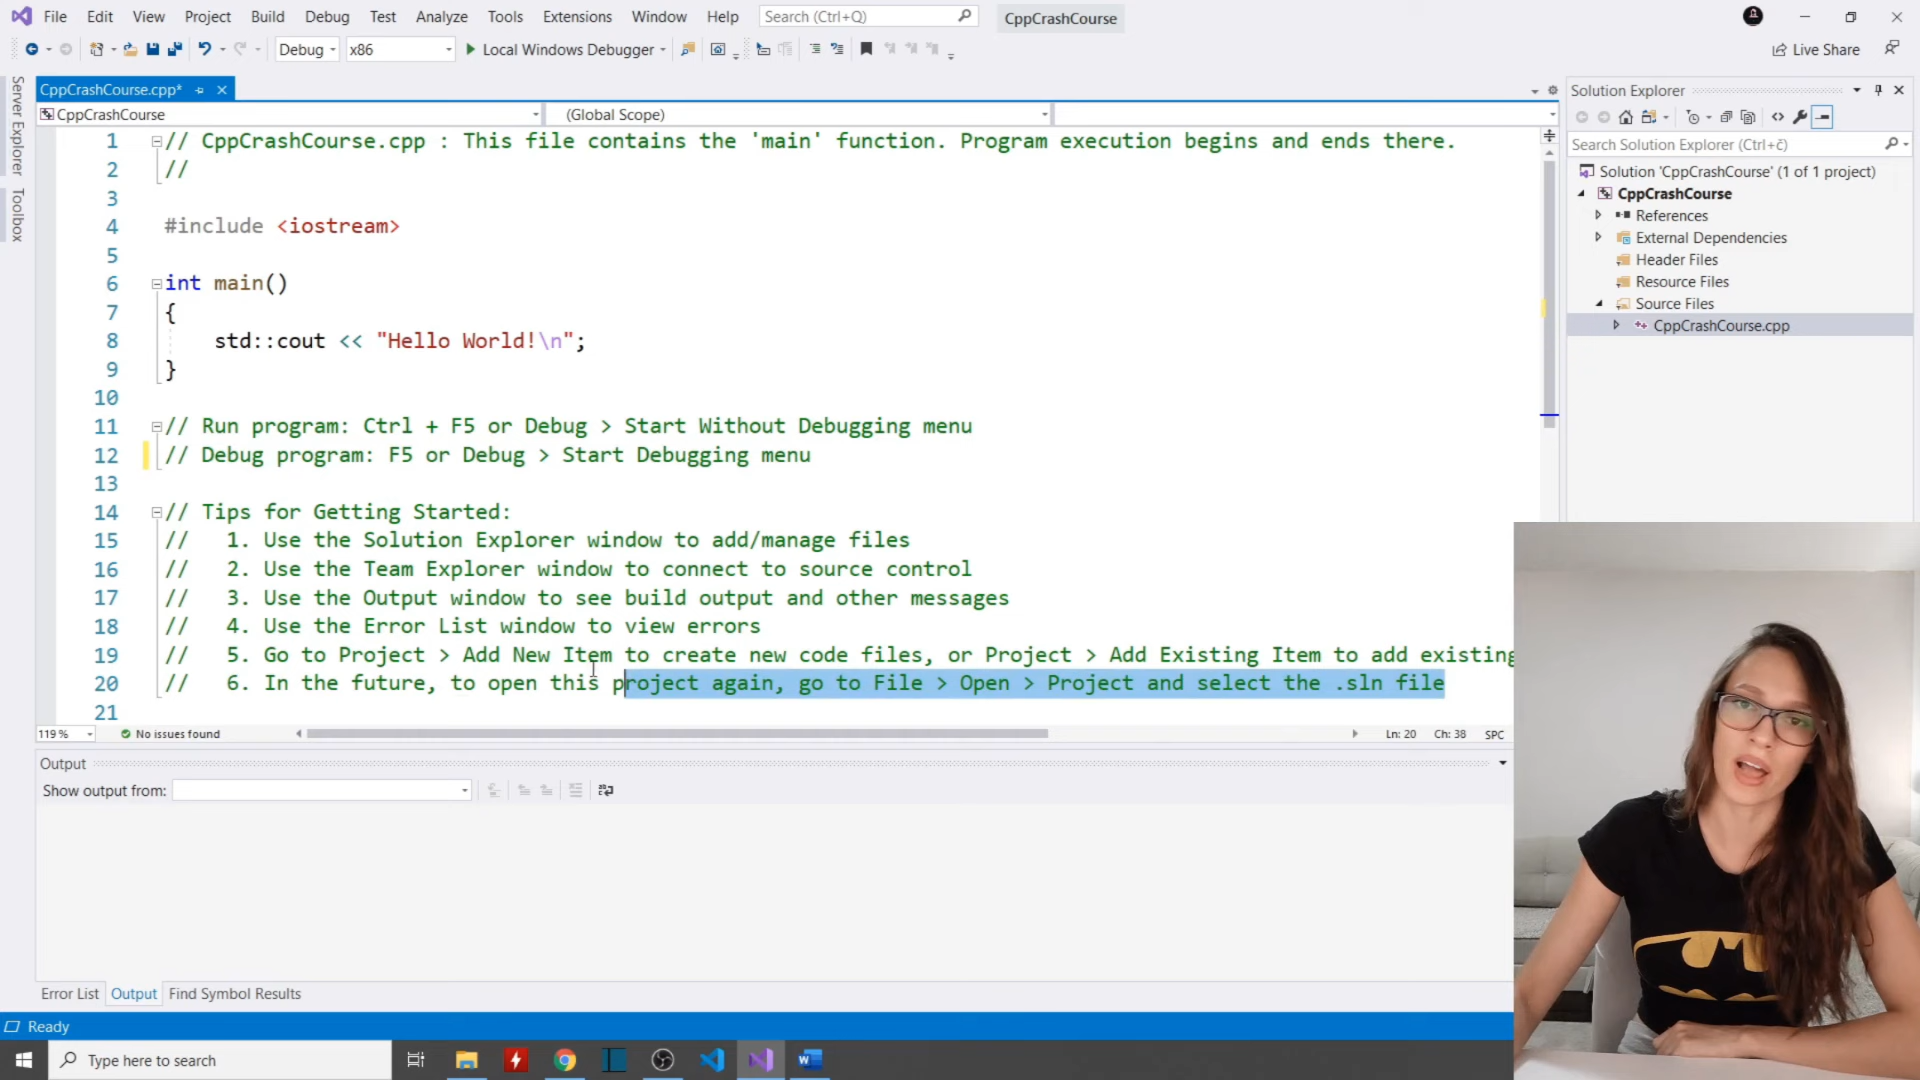 File Edit View Project Build Debug Test Analyze Tools Extensions Window Help Search (Ctrl+Q) CppCrashCourse
Debug x86 Local Windows Debugger Live Share
Server Explorer
Toolbox
CppCrashCourse.cpp*
CppCrashCourse (Global Scope)
1 // CppCrashCourse.cpp : This file contains the 'main' function. Program execution begins and ends there.
2 //
3
4 #include <iostream>
5
6 int main()
7 {
8 std::cout << "Hello World!\n";
9 }
10
11 // Run program: Ctrl + F5 or Debug > Start Without Debugging menu
12 // Debug program: F5 or Debug > Start Debugging menu
13
14 // Tips for Getting Started:
15 // 1. Use the Solution Explorer window to add/manage files
16 // 2. Use the Team Explorer window to connect to source control
17 // 3. Use the Output window to see build output and other messages
18 // 4. Use the Error List window to view errors
19 // 5. Go to Project > Add New Item to create new code files, or Project > Add Existing Item to add existing
20 // 6. In the future, to open this project again, go to File > Open > Project and select the .sln file
21
119 % No issues found Ln: 20 Ch: 38 SPC
Output
Show output from:
Error List Output Find Symbol Results
Ready
Type here to search
Solution Explorer
Search Solution Explorer (Ctrl+č)
Solution 'CppCrashCourse' (1 of 1 project)
CppCrashCourse
References
External Dependencies
Header Files
Resource Files
Source Files
CppCrashCourse.cpp